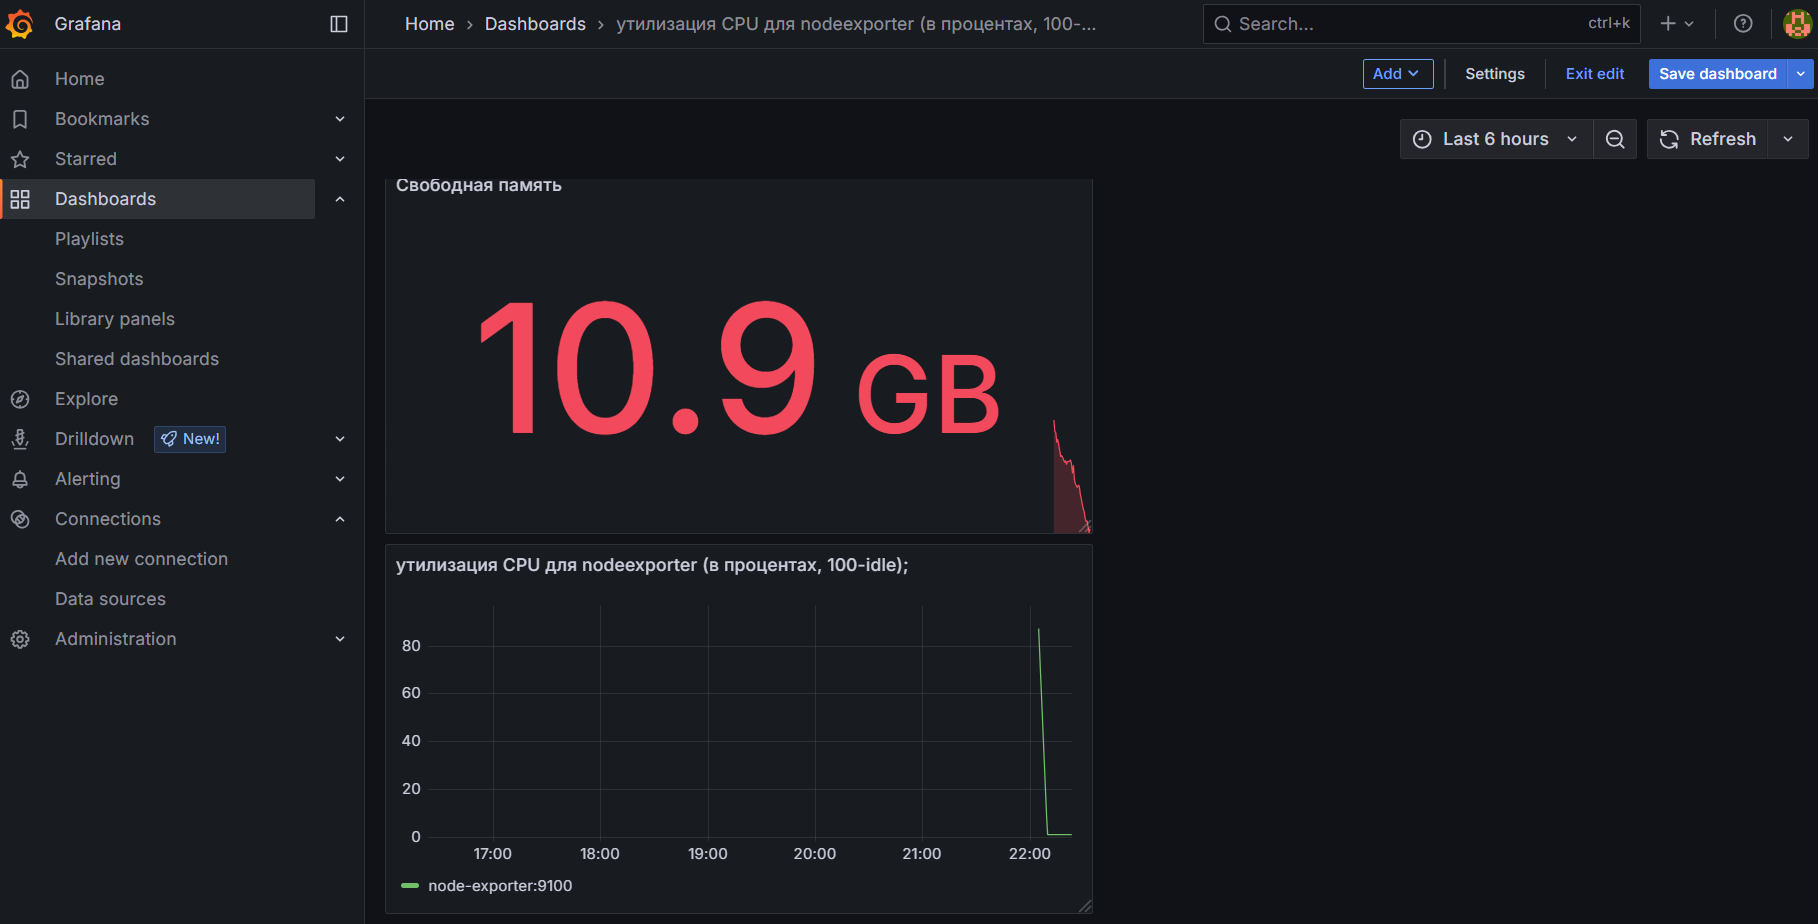 Grafana
Home
Bookmarks
Starred
Dashboards
Playlists
Snapshots
Library panels
Shared dashboards
Explore
Drilldown New!
Alerting
Connections
Add new connection
Data sources
Administration
Home › Dashboards › утилизация CPU для nodeexporter (в процентах, 100-...
Search... ctrl+k
Add Settings Exit edit Save dashboard
Last 6 hours Refresh
Свободная память
10.9 GB
утилизация CPU для nodeexporter (в процентах, 100-idle);
80
60
40
20
0
17:00 18:00 19:00 20:00 21:00 22:00
node-exporter:9100